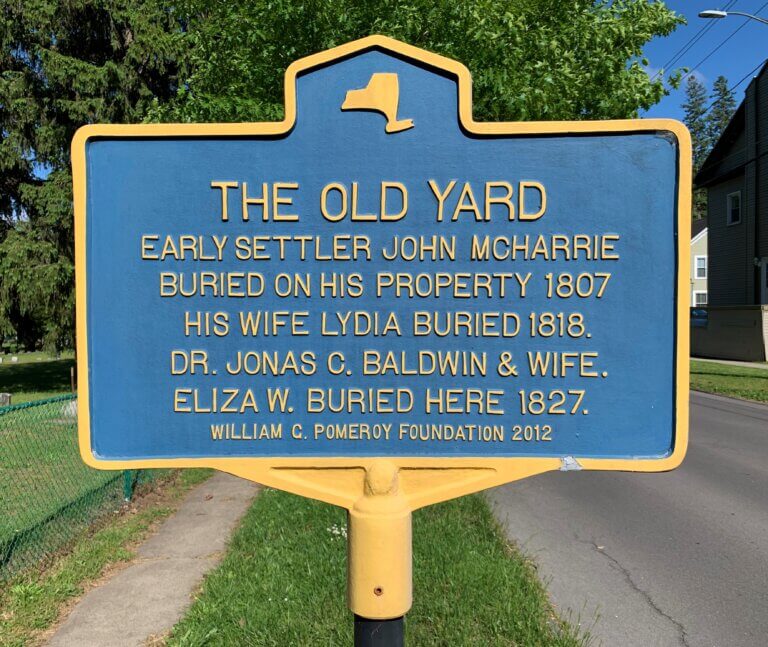 THE OLD YARD
EARLY SETTLER JOHN MCHARRIE
BURIED ON HIS PROPERTY 1807
HIS WIFE LYDIA BURIED 1818.
DR. JONAS C. BALDWIN & WIFE.
ELIZA W. BURIED HERE 1827.
WILLIAM G. POMEROY FOUNDATION 2012